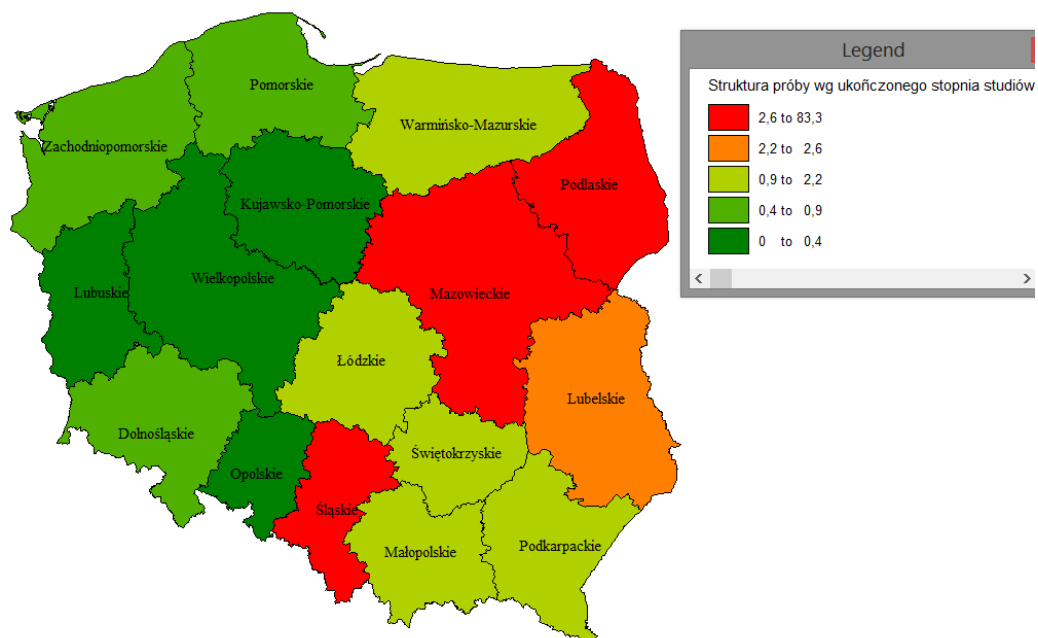 Legend
Struktura próby wg ukończonego stopnia studiów
2,6 to 83,3
2,2 to 2,6
0,9 to 2,2
0,4 to 0,9
0 to 0,4
Pomorskie
Warmińsko-Mazurskie
Zachodniopomorskie
Podlaskie
Kujawsko-Pomorskie
Wielkopolskie
Lubuskie
Mazowieckie
Łódzkie
Lubelskie
Dolnośląskie
Świętokrzyskie
Opolskie
Śląskie
Małopolskie
Podkarpackie